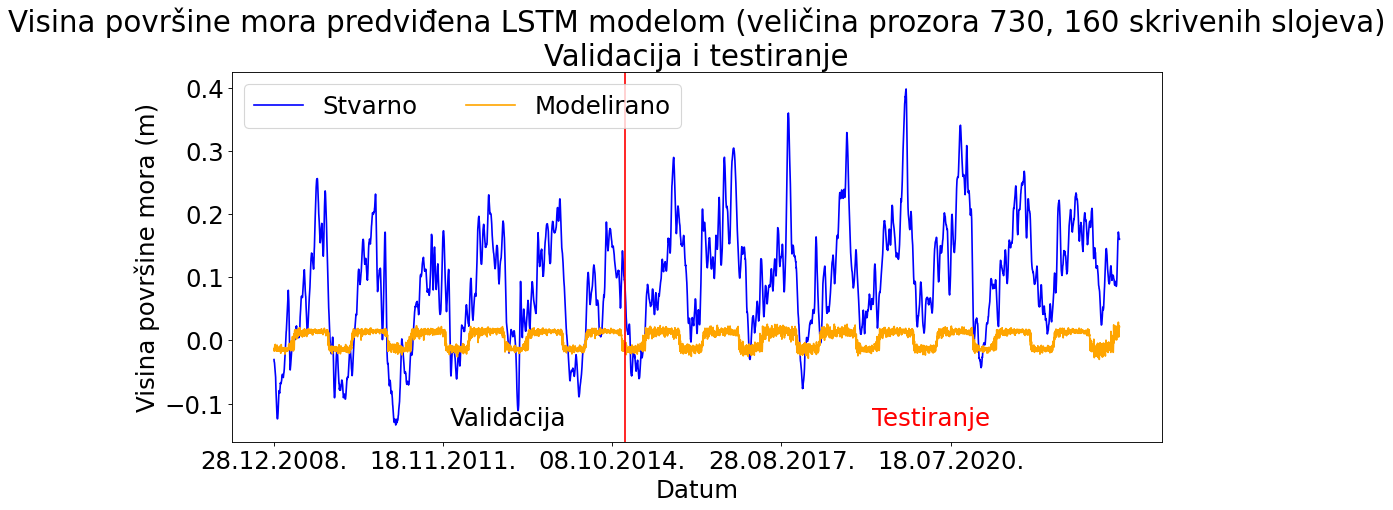 Visina površine mora predviđena LSTM modelom (veličina prozora 730, 160 skrivenih slojeva)
Validacija i testiranje
Stvarno
Modelirano
Visina površine mora (m)
0.4
0.3
0.2
0.1
0.0
−0.1
Validacija
Testiranje
28.12.2008.
18.11.2011.
08.10.2014.
28.08.2017.
18.07.2020.
Datum